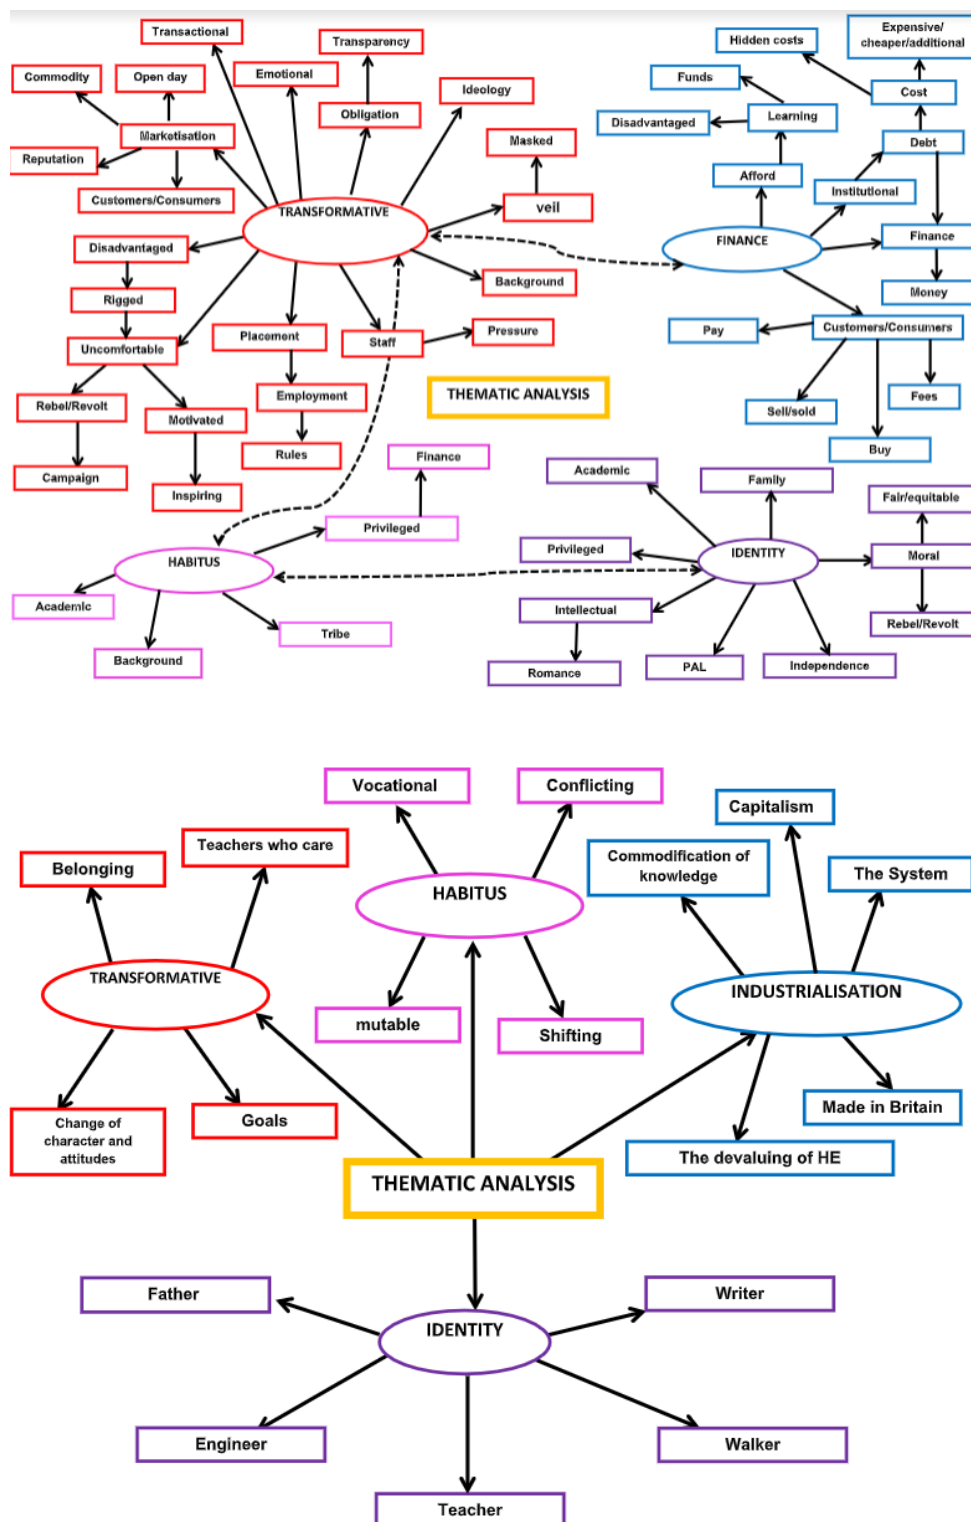 Transactional
Transparency
Commodity
Open day
Emotional
Ideology
Obligation
Marketisation
Reputation
Masked
Customers/Consumers
veil
TRANSFORMATIVE
Disadvantaged
Background
Rigged
Placement
Staff
Pressure
Uncomfortable
Rebel/Revolt
Motivated
Employment
Campaign
Inspiring
Rules
Hidden costs
Expensive/
cheaper/additional
Funds
Cost
Disadvantaged
Learning
Debt
Afford
Institutional
FINANCE
Finance
Money
Pay
Customers/Consumers
Sell/sold
Fees
Buy
THEMATIC ANALYSIS
Finance
Privileged
HABITUS
Academic
Tribe
Background
Academic
Family
Fair/equitable
Privileged
IDENTITY
Moral
Intellectual
Rebel/Revolt
Romance
PAL
Independence
Vocational
Conflicting
HABITUS
mutable
Shifting
Belonging
Teachers who care
TRANSFORMATIVE
Change of
character and
attitudes
Goals
Capitalism
Commodification of
knowledge
The System
INDUSTRIALISATION
Made in Britain
The devaluing of HE
THEMATIC ANALYSIS
Father
Writer
IDENTITY
Engineer
Walker
Teacher